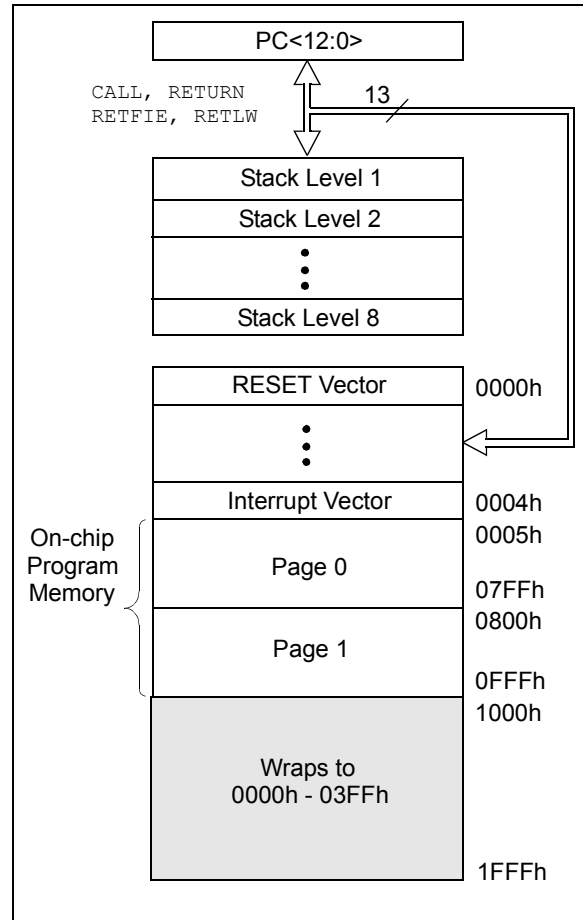 PC<12:0>
CALL, RETURN
RETFIE, RETLW
13
Stack Level 1
Stack Level 2
Stack Level 8
RESET Vector
0000h
Interrupt Vector
0004h
On-chip
Program
Memory
0005h
Page 0
07FFh
0800h
Page 1
0FFFh
1000h
Wraps to
0000h - 03FFh
1FFFh